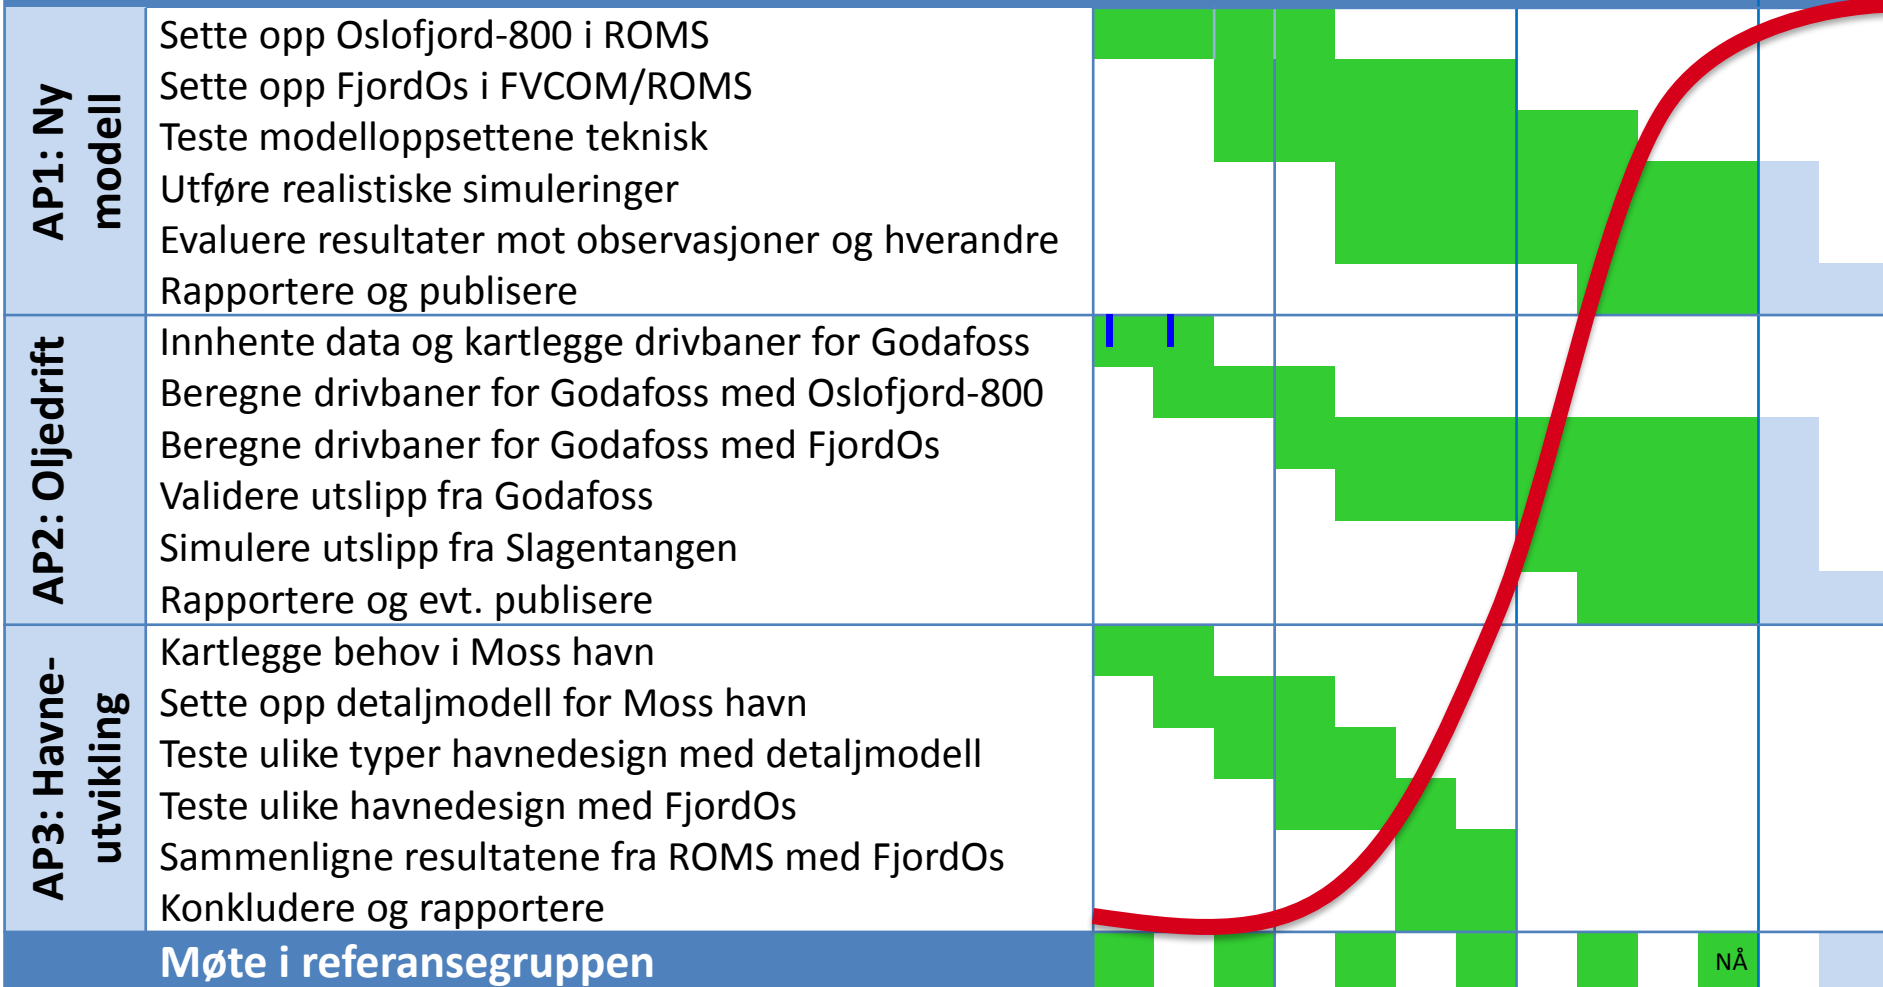 AP1: Ny
modell
Sette opp Oslofjord-800 i ROMS
Sette opp FjordOs i FVCOM/ROMS
Teste modelloppsettene teknisk
Utføre realistiske simuleringer
Evaluere resultater mot observasjoner og hverandre
Rapportere og publisere
AP2: Oljedrift
Innhente data og kartlegge drivbaner for Godafoss
Beregne drivbaner for Godafoss med Oslofjord-800
Beregne drivbaner for Godafoss med FjordOs
Validere utslipp fra Godafoss
Simulere utslipp fra Slagentangen
Rapportere og evt. publisere
AP3: Havne-
utvikling
Kartlegge behov i Moss havn
Sette opp detaljmodell for Moss havn
Teste ulike typer havnedesign med detaljmodell
Teste ulike havnedesign med FjordOs
Sammenligne resultatene fra ROMS med FjordOs
Konkludere og rapportere
Møte i referansegruppen
NÅ